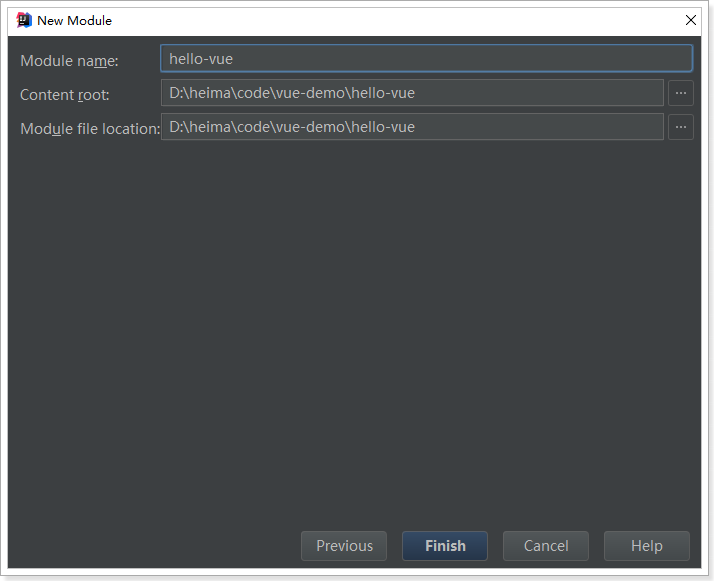 New Module
Module name: hello-vue
Content root: D:\heima\code\vue-demo\hello-vue ...
Module file location: D:\heima\code\vue-demo\hello-vue ...
Previous Finish Cancel Help